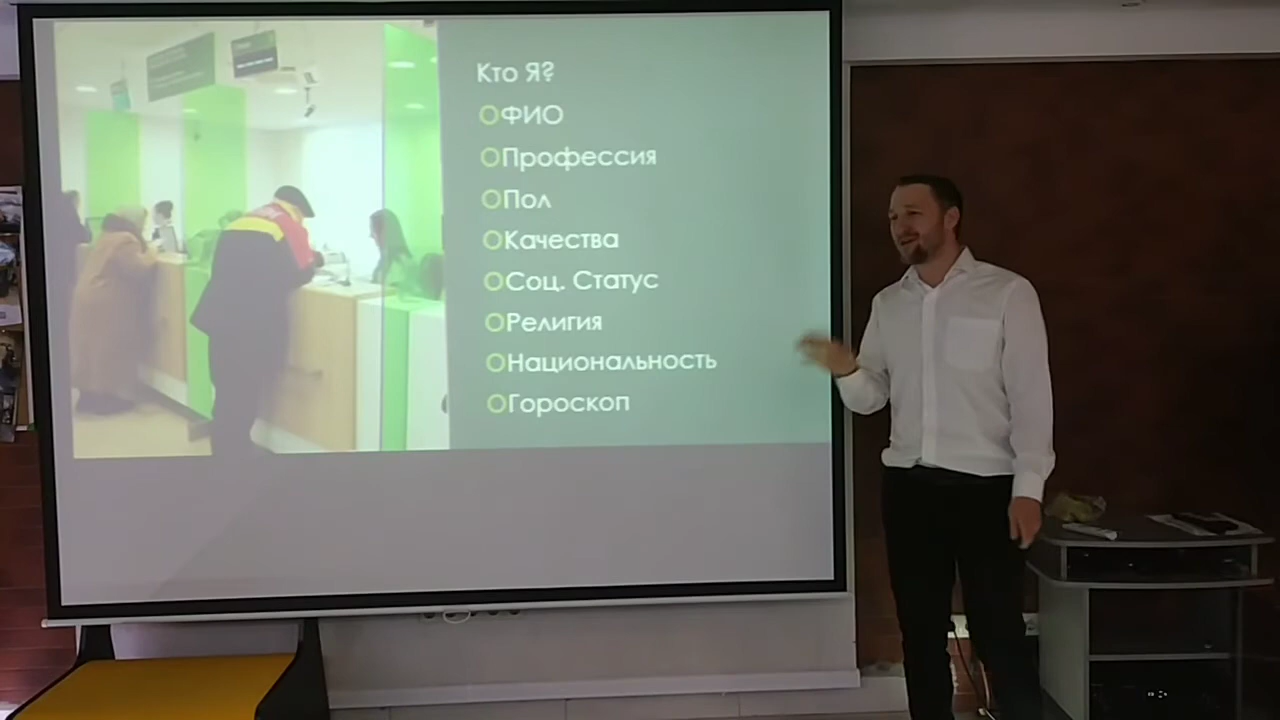 Кто Я?
ФИО
Профессия
Пол
Качества
Соц. Статус
Религия
Национальность
Гороскоп